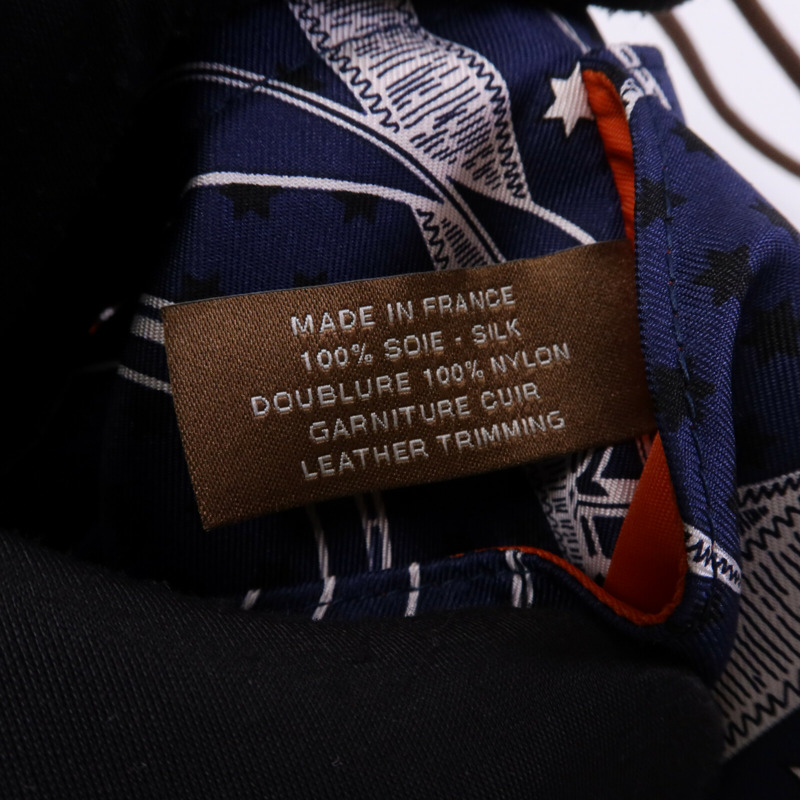 MADE IN FRANCE
100% SOIE - SILK
DOUBLURE 100% NYLON
GARNITURE CUIR
LEATHER TRIMMING